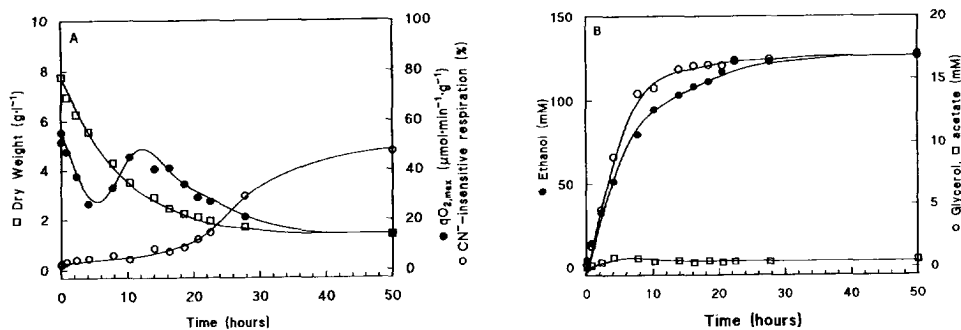 A
10
8
6
4
2
0
□ Dry Weight (g·l⁻¹)
100
80
60
40
20
0
● qO₂,max (μmol·min⁻¹·g⁻¹)
○ CN⁻-insensitive respiration (%)
0 10 20 30 40 50
Time (hours)
B
150
100
50
0
● Ethanol (mM)
20
15
10
5
0
○ Glycerol, □ acetate (mM)
0 10 20 30 40 50
Time (hours)